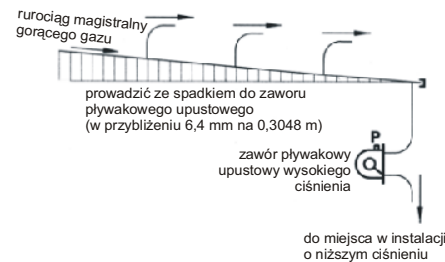 rurociąg magistralny
gorącego gazu
prowadzić ze spadkiem do zaworu
pływakowego upustowego
(w przybliżeniu 6,4 mm na 0,3048 m)
P
zawór pływakowy
upustowy wysokiego
ciśnienia
do miejsca w instalacji
o niższym ciśnieniu